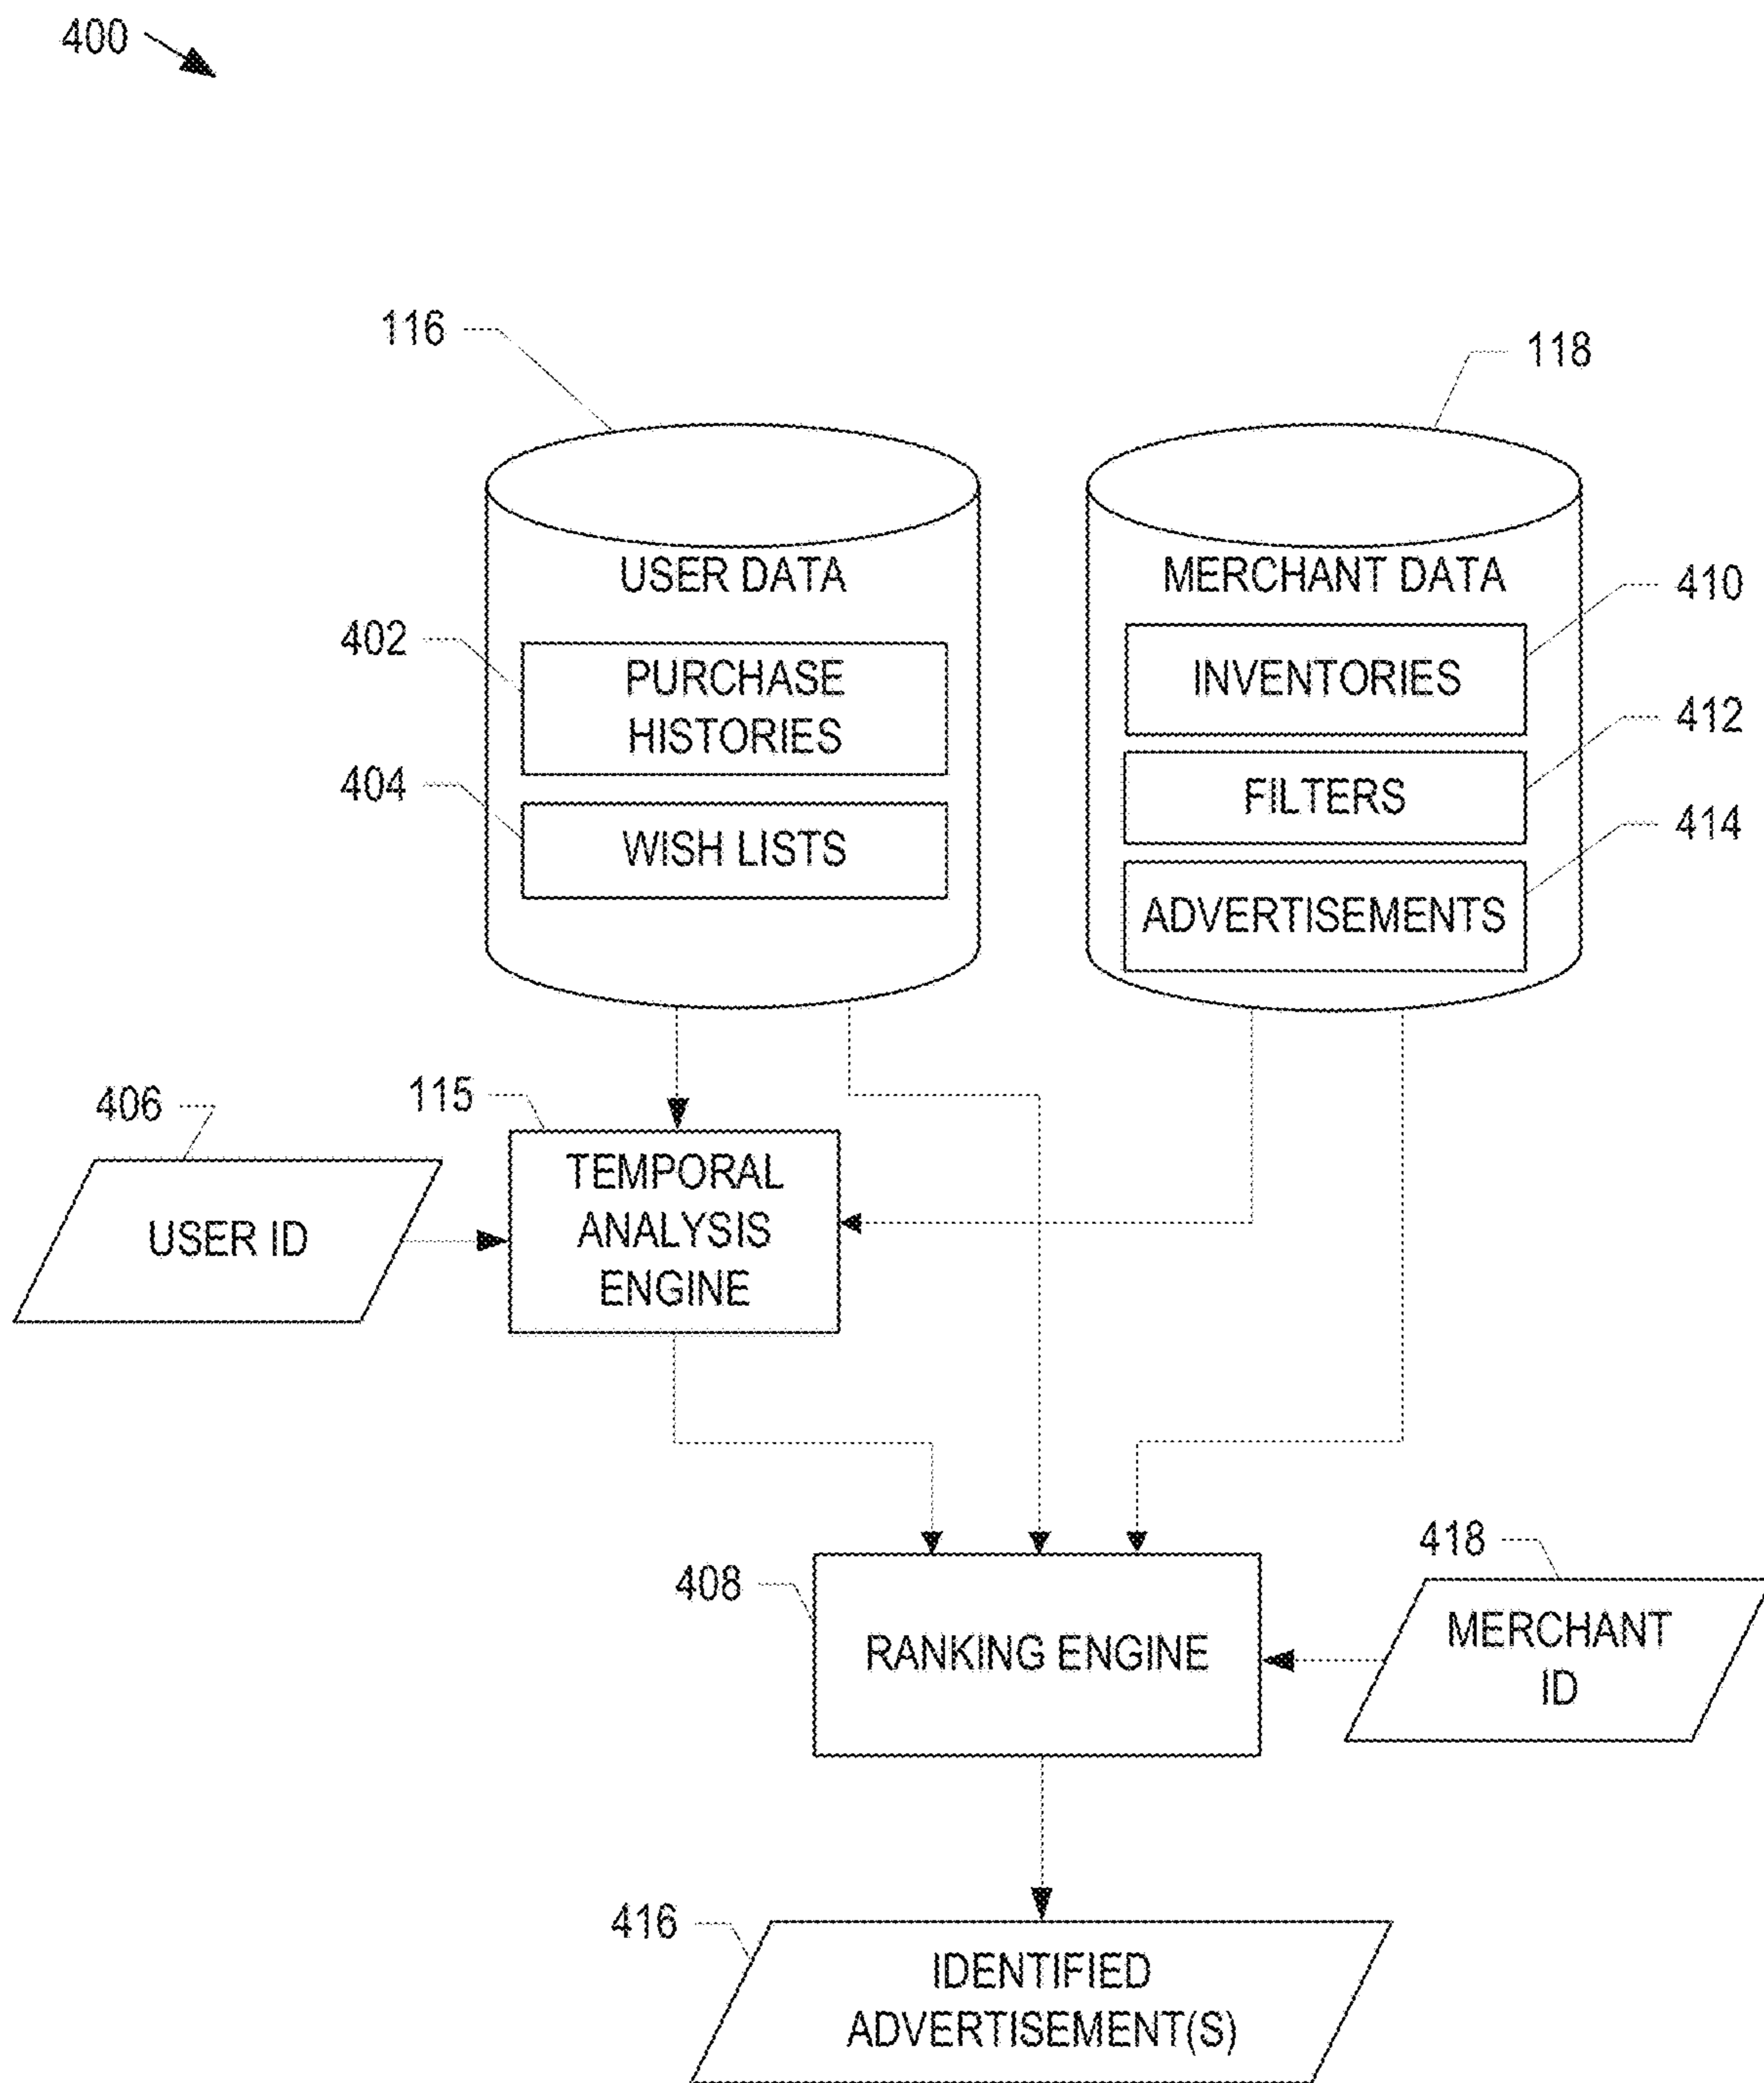 400
116
118
USER DATA
MERCHANT DATA
402
PURCHASE
HISTORIES
410
INVENTORIES
412
FILTERS
404
WISH LISTS
414
ADVERTISEMENTS
406
115
USER ID
TEMPORAL
ANALYSIS
ENGINE
408
RANKING ENGINE
418
MERCHANT
ID
416
IDENTIFIED
ADVERTISEMENT(S)